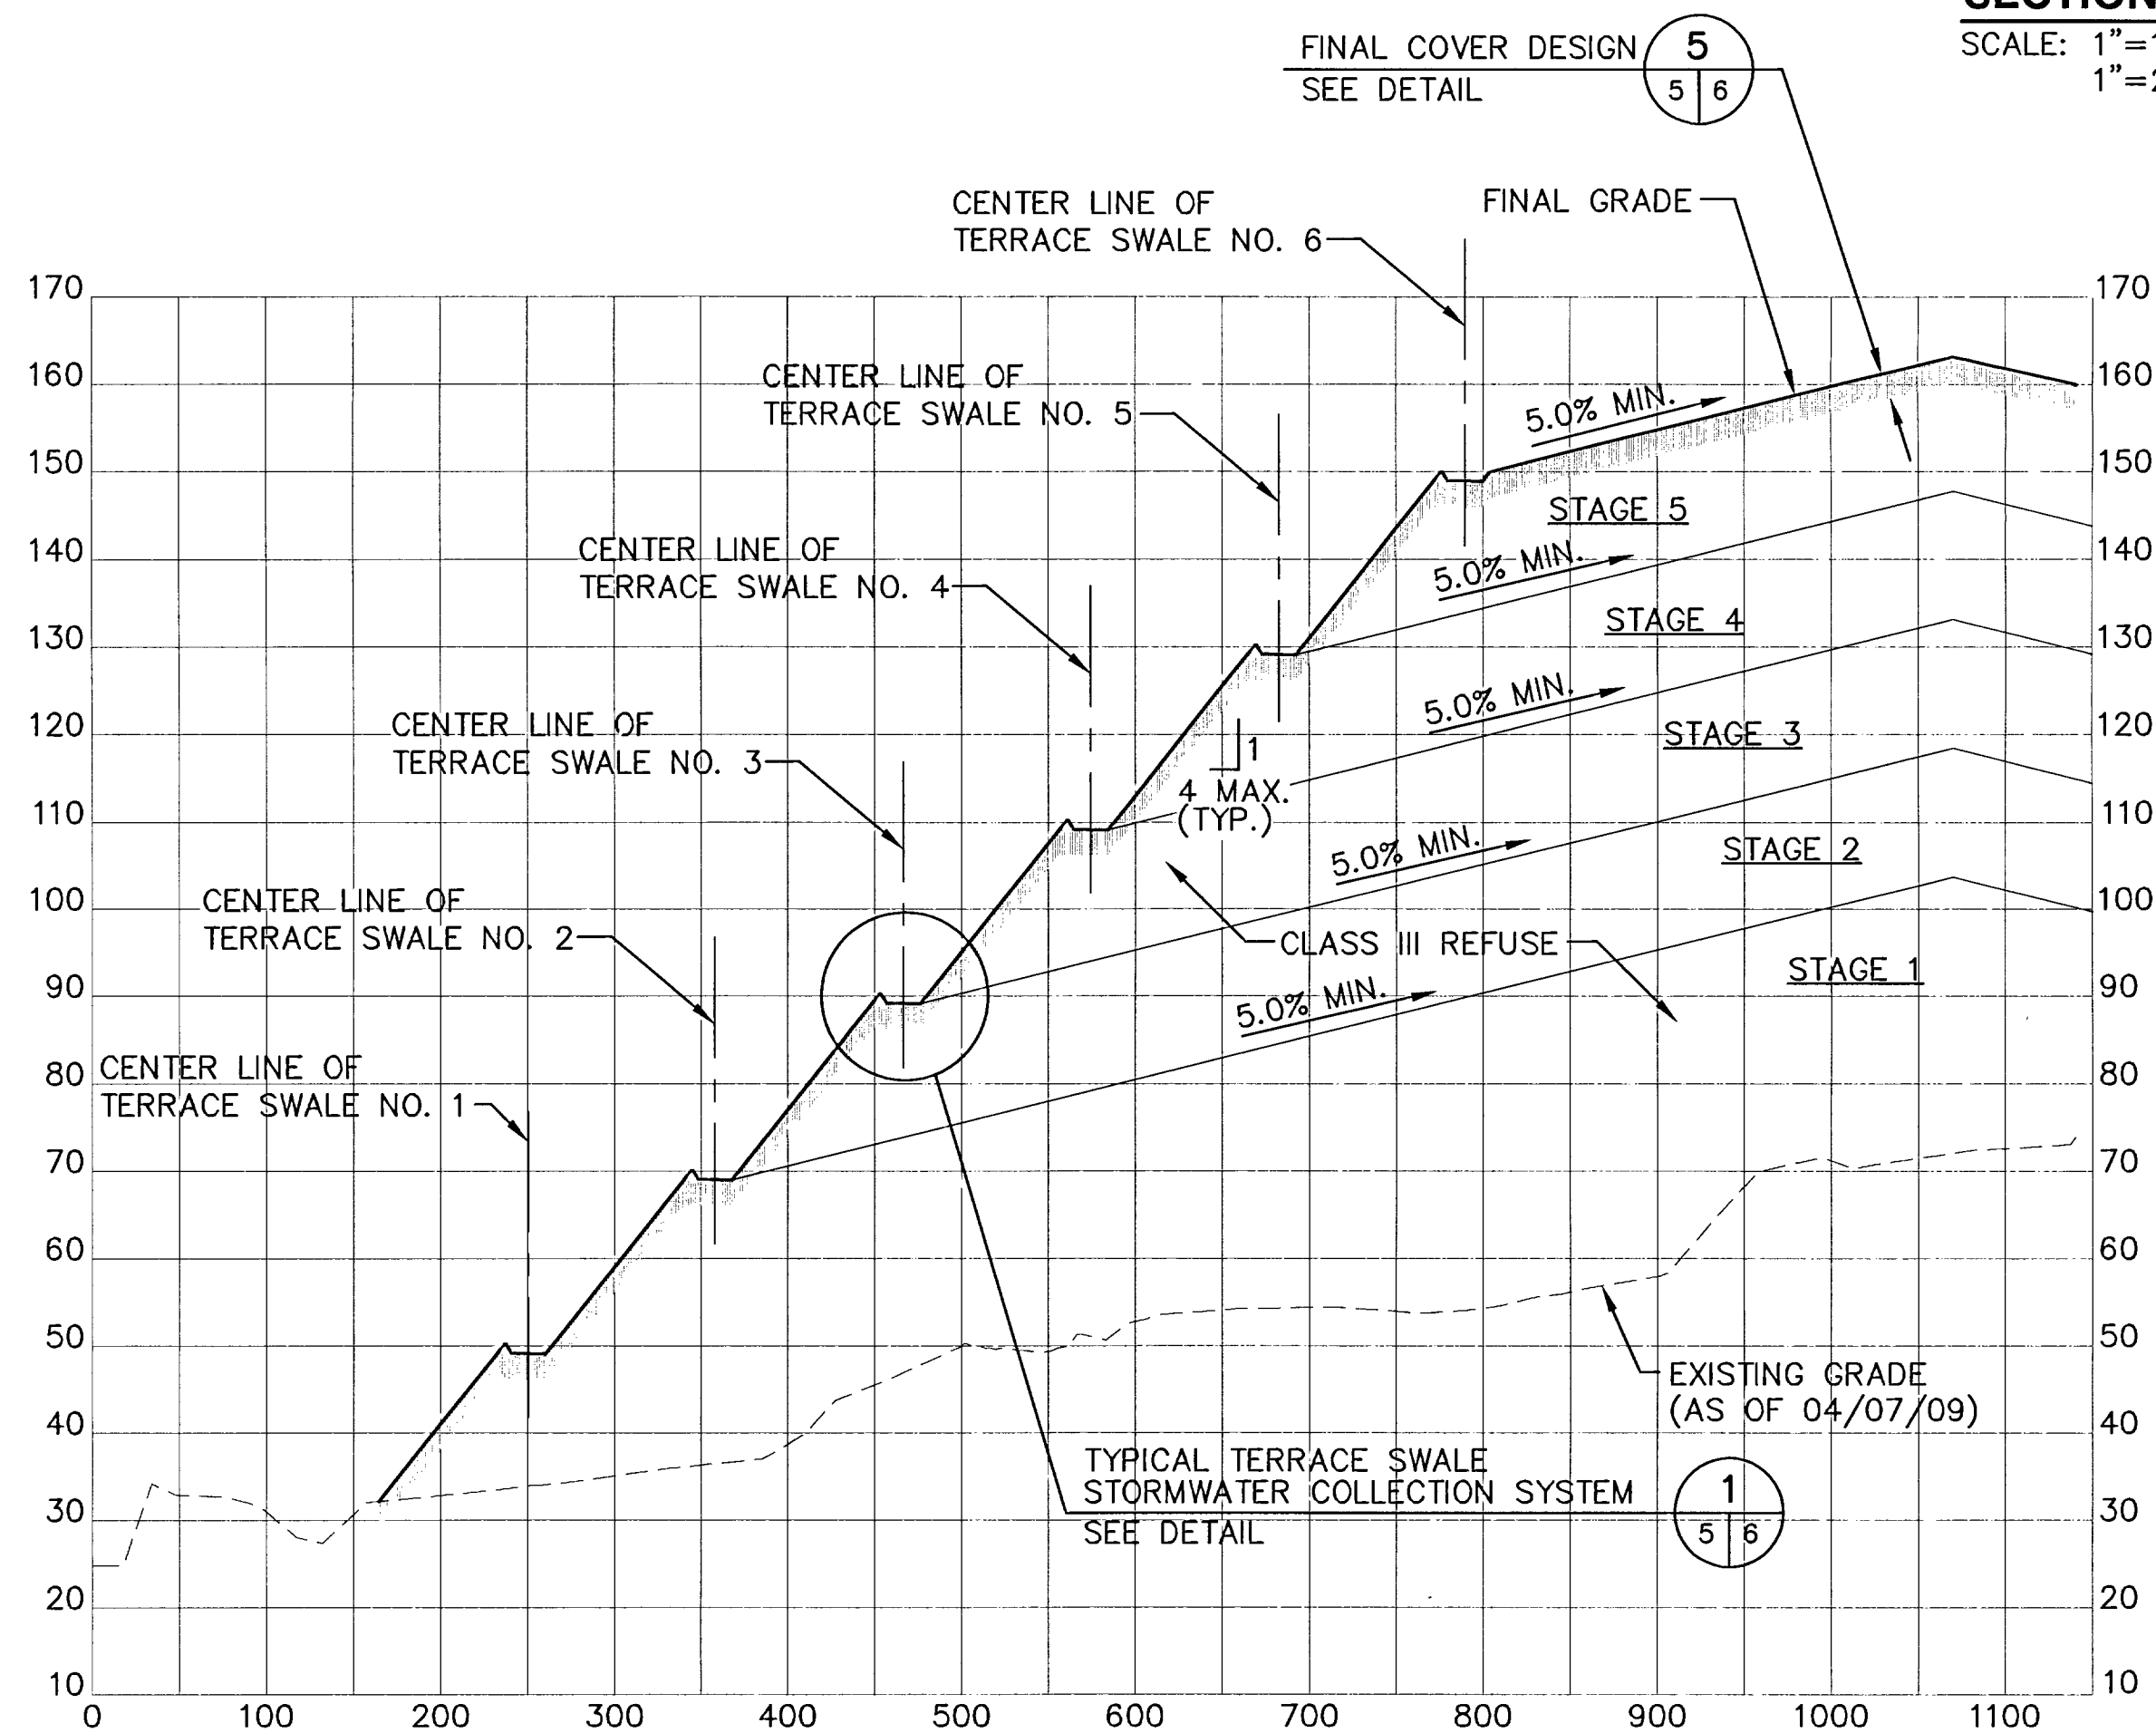 SECTION
SCALE: 1"=1
1"=2
FINAL COVER DESIGN
SEE DETAIL
5
5 6
CENTER LINE OF
TERRACE SWALE NO. 6
FINAL GRADE
170
170
CENTER LINE OF
TERRACE SWALE NO. 5
160
160
5.0% MIN.
150
150
STAGE 5
CENTER LINE OF
TERRACE SWALE NO. 4
140
140
5.0% MIN.
STAGE 4
130
130
5.0% MIN.
CENTER LINE OF
TERRACE SWALE NO. 3
120
120
STAGE 3
1
4 MAX.
(TYP.)
110
110
5.0% MIN.
STAGE 2
CENTER LINE OF
TERRACE SWALE NO. 2
100
100
CLASS III REFUSE
STAGE 1
90
90
5.0% MIN.
CENTER LINE OF
TERRACE SWALE NO. 1
80
80
70
70
60
60
50
50
EXISTING GRADE
(AS OF 04/07/09)
40
40
TYPICAL TERRACE SWALE
STORMWATER COLLECTION SYSTEM
SEE DETAIL
1
5 6
30
30
20
20
10
10
0 100 200 300 400 500 600 700 800 900 1000 1100